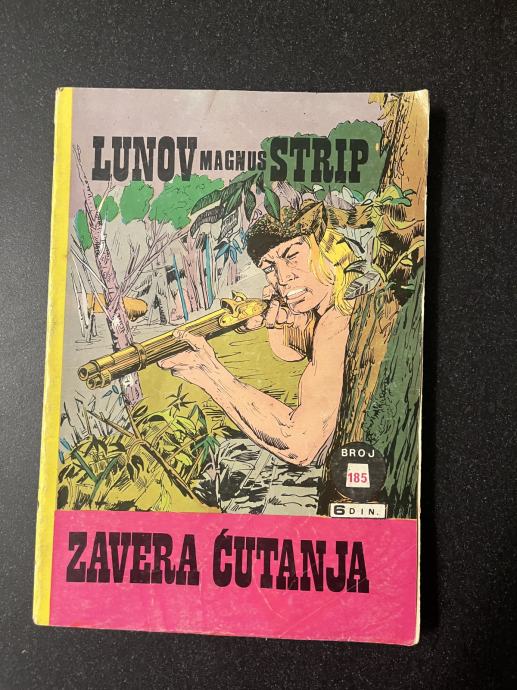 LUNOV MAGNUS STRIP
BROJ
185
6 DIN.
ZAVERA ĆUTANJA